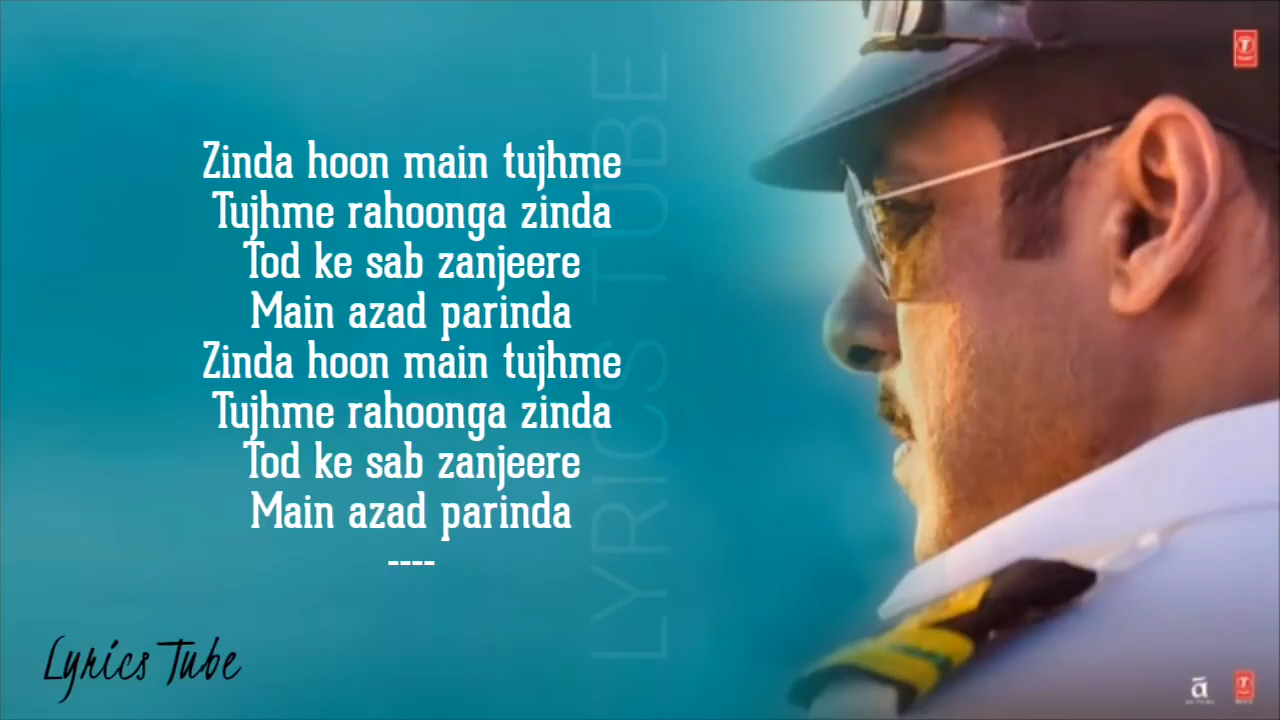 Zinda hoon main tujhme
Tujhme rahoonga zinda
Tod ke sab zanjeere
Main azad parinda
Zinda hoon main tujhme
Tujhme rahoonga zinda
Tod ke sab zanjeere
Main azad parinda
----
Lyrics Tube
LYRICS TUBE